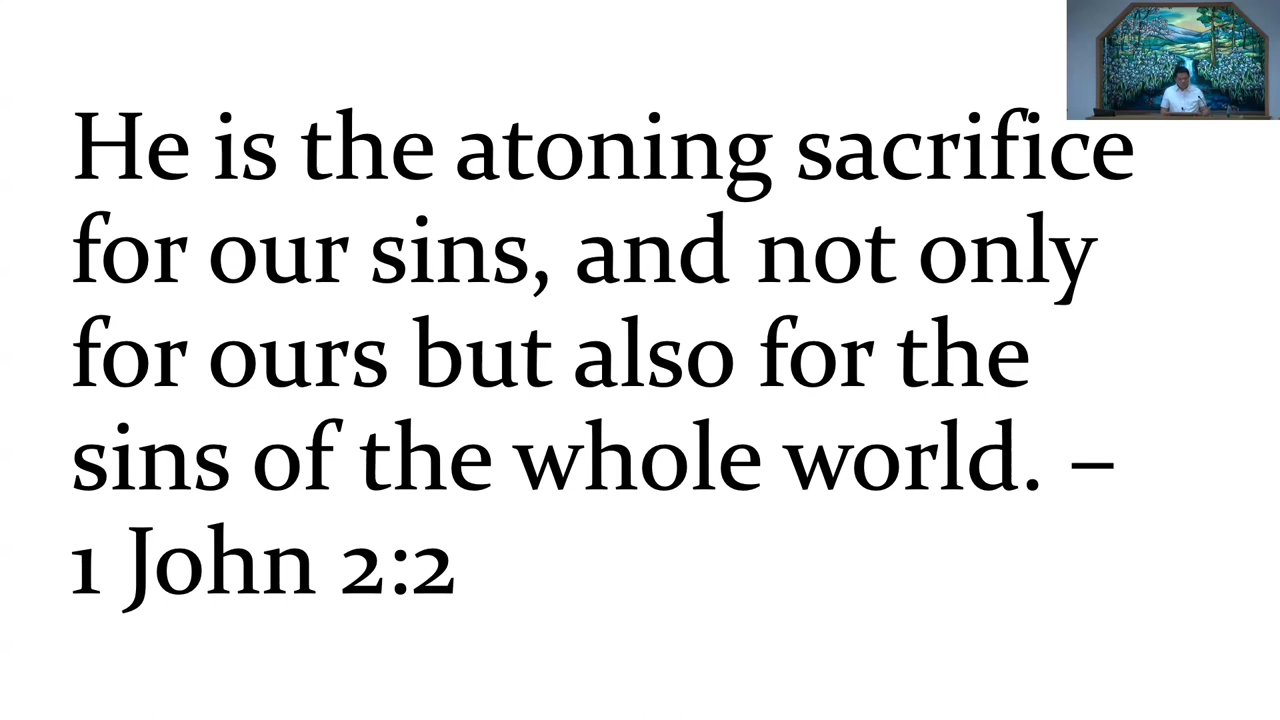 He is the atoning sacrifice
for our sins, and not only
for ours but also for the
sins of the whole world. –
1 John 2:2